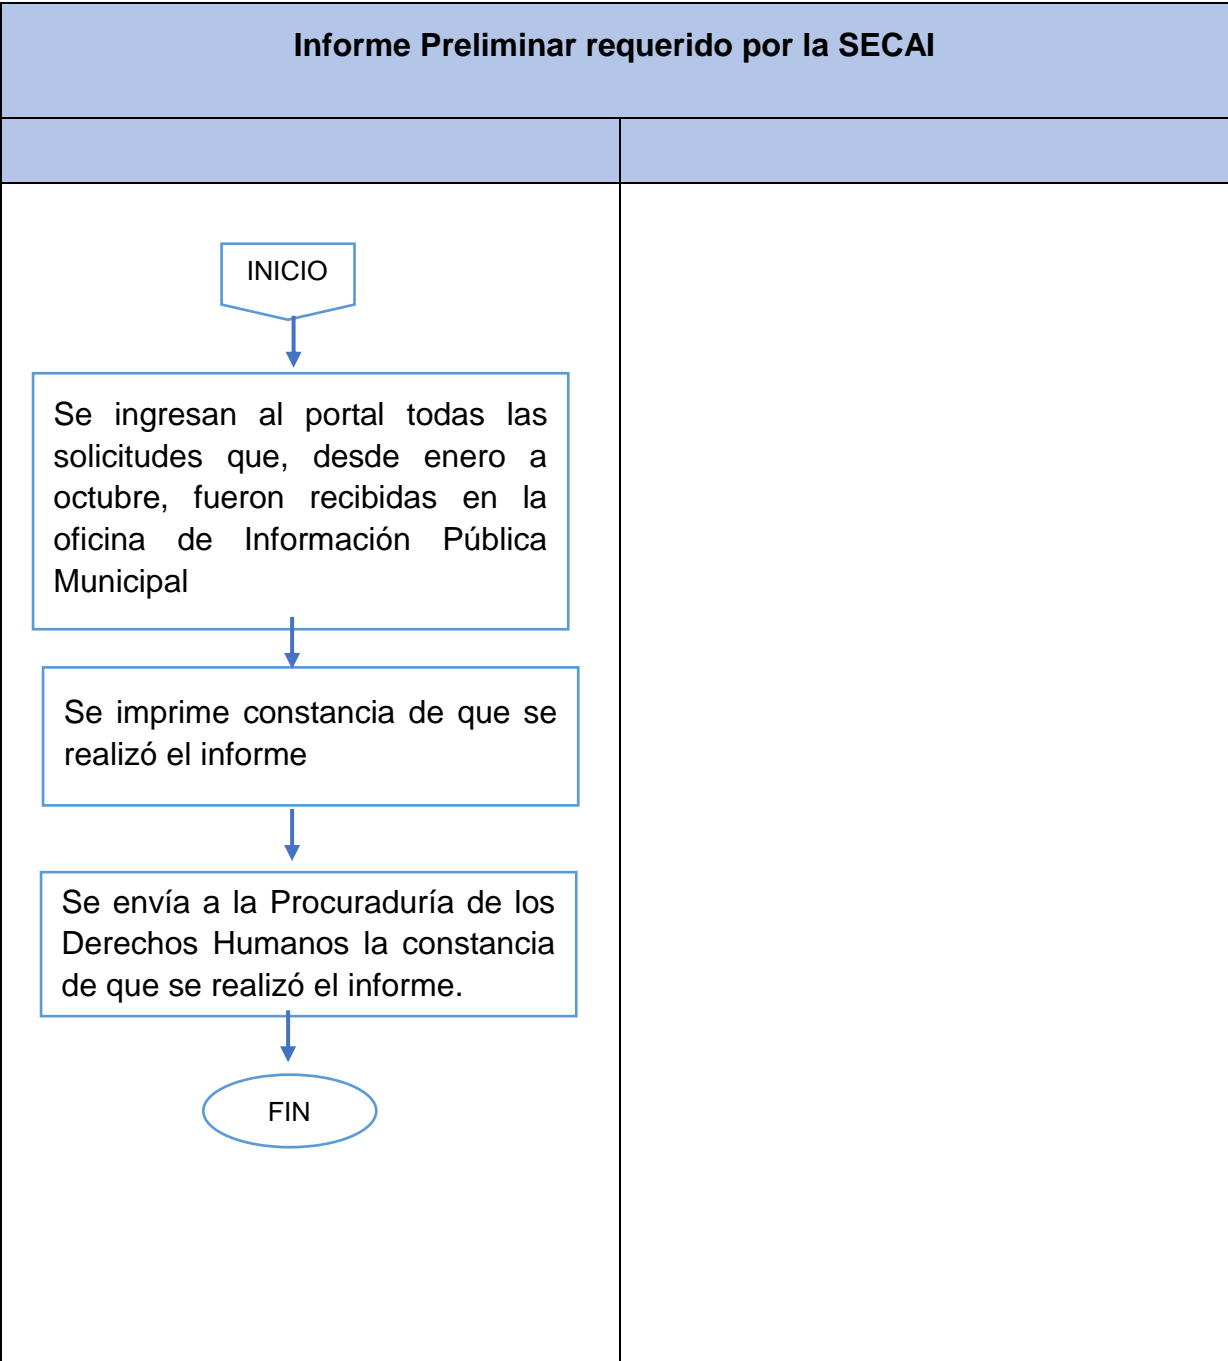 Informe Preliminar requerido por la SECAI
INICIO
Se ingresan al portal todas las
solicitudes que, desde enero a
octubre, fueron recibidas en la
oficina de Información Pública
Municipal
Se imprime constancia de que se
realizó el informe
Se envía a la Procuraduría de los
Derechos Humanos la constancia
de que se realizó el informe.
FIN